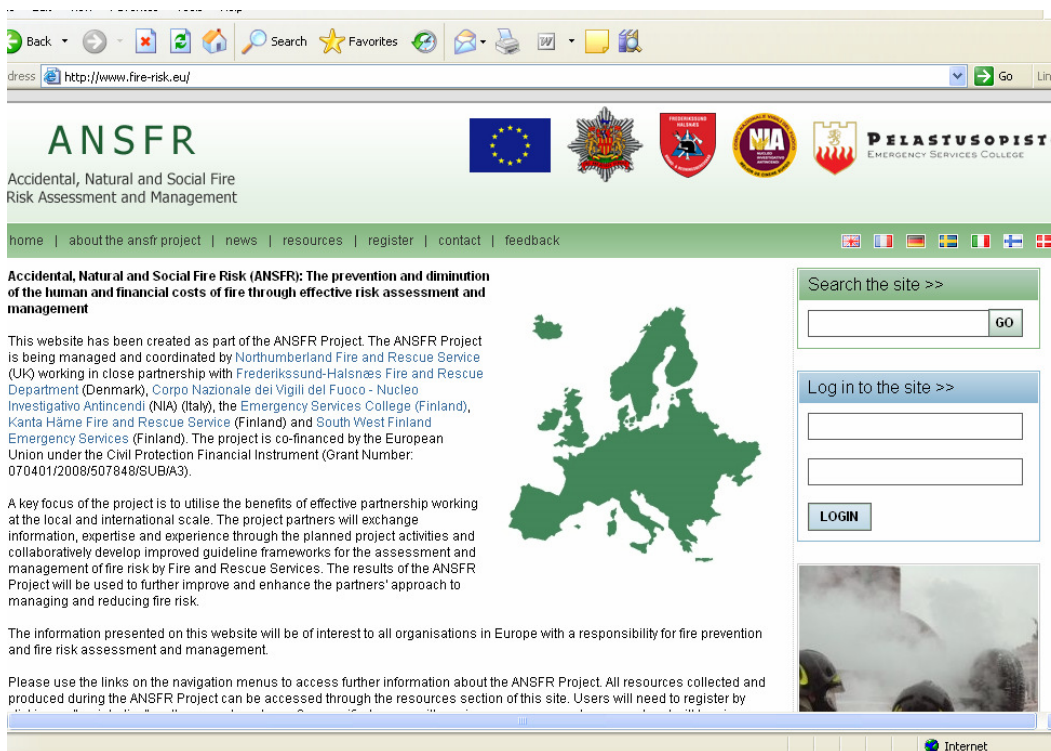 Back
Search
Favorites
dress http://www.fire-risk.eu/
Go
Lin
ANSFR
Accidental, Natural and Social Fire
Risk Assessment and Management
FREDERIKSSUND
HALSNÆS
NIA
PELASTUSOPIST
EMERGENCY SERVICES COLLEGE
home | about the ansfr project | news | resources | register | contact | feedback
Accidental, Natural and Social Fire Risk (ANSFR): The prevention and diminution
of the human and financial costs of fire through effective risk assessment and
management
This website has been created as part of the ANSFR Project. The ANSFR Project
is being managed and coordinated by Northumberland Fire and Rescue Service
(UK) working in close partnership with Frederikssund-Halsnæs Fire and Rescue
Department (Denmark), Corpo Nazionale dei Vigili del Fuoco - Nucleo
Investigativo Antincendi (NIA) (Italy), the Emergency Services College (Finland),
Kanta Häme Fire and Rescue Service (Finland) and South West Finland
Emergency Services (Finland). The project is co-financed by the European
Union under the Civil Protection Financial Instrument (Grant Number:
070401/2008/507848/SUB/A3).
A key focus of the project is to utilise the benefits of effective partnership working
at the local and international scale. The project partners will exchange
information, expertise and experience through the planned project activities and
collaboratively develop improved guideline frameworks for the assessment and
management of fire risk by Fire and Rescue Services. The results of the ANSFR
Project will be used to further improve and enhance the partners' approach to
managing and reducing fire risk.
The information presented on this website will be of interest to all organisations in Europe with a responsibility for fire prevention
and fire risk assessment and management.
Please use the links on the navigation menus to access further information about the ANSFR Project. All resources collected and
produced during the ANSFR Project can be accessed through the resources section of this site. Users will need to register by
Search the site >>
GO
Log in to the site >>
LOGIN
Internet